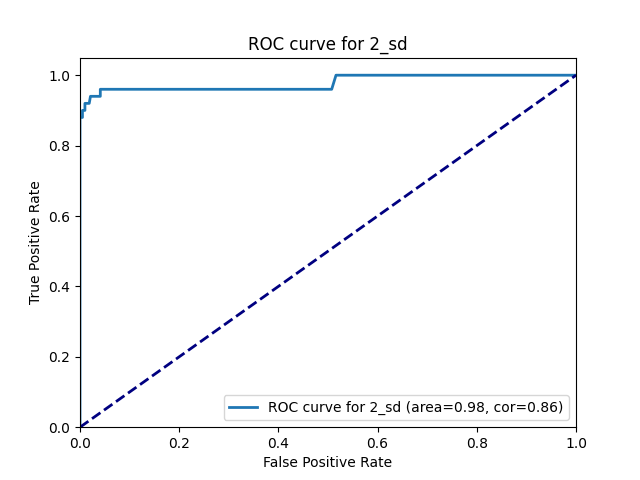 ROC curve for 2_sd
1.0
0.8
0.6
0.4
0.2
0.0
True Positive Rate
ROC curve for 2_sd (area=0.98, cor=0.86)
0.0 0.2 0.4 0.6 0.8 1.0
False Positive Rate